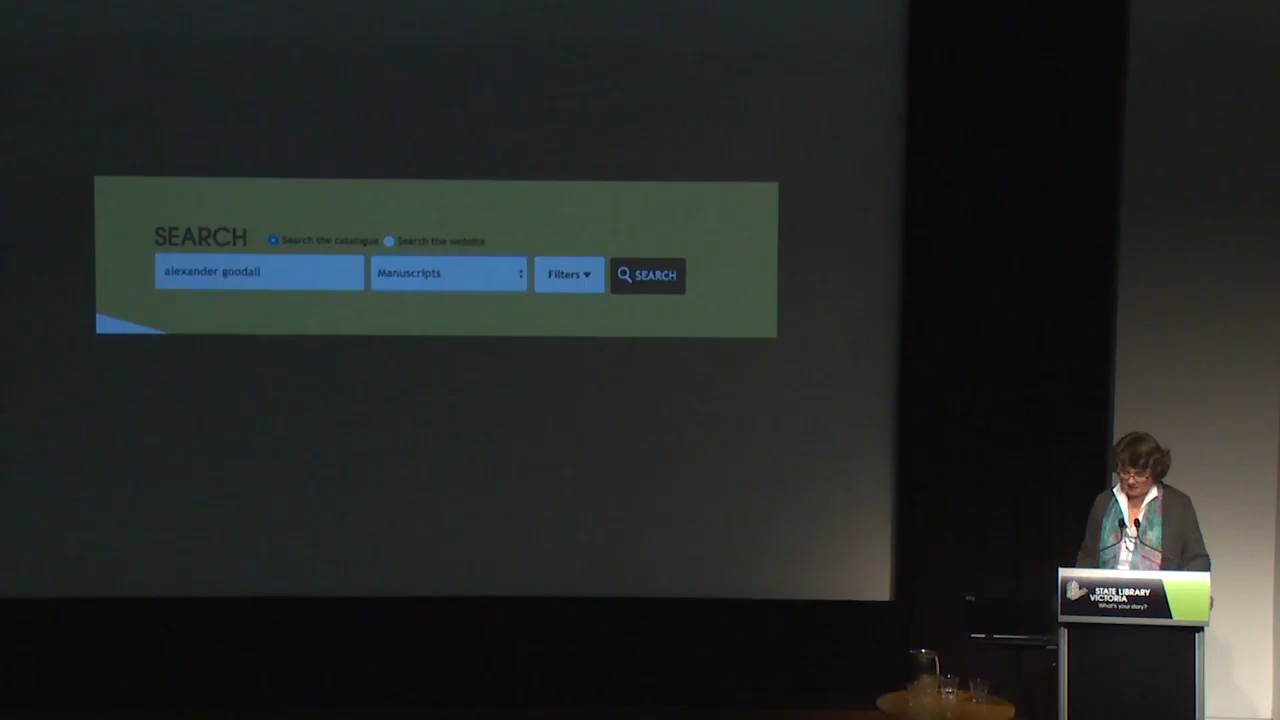 SEARCH Search the catalogue Search the website
alexander goodall Manuscripts Filters SEARCH
STATE LIBRARY
VICTORIA
What's your story?